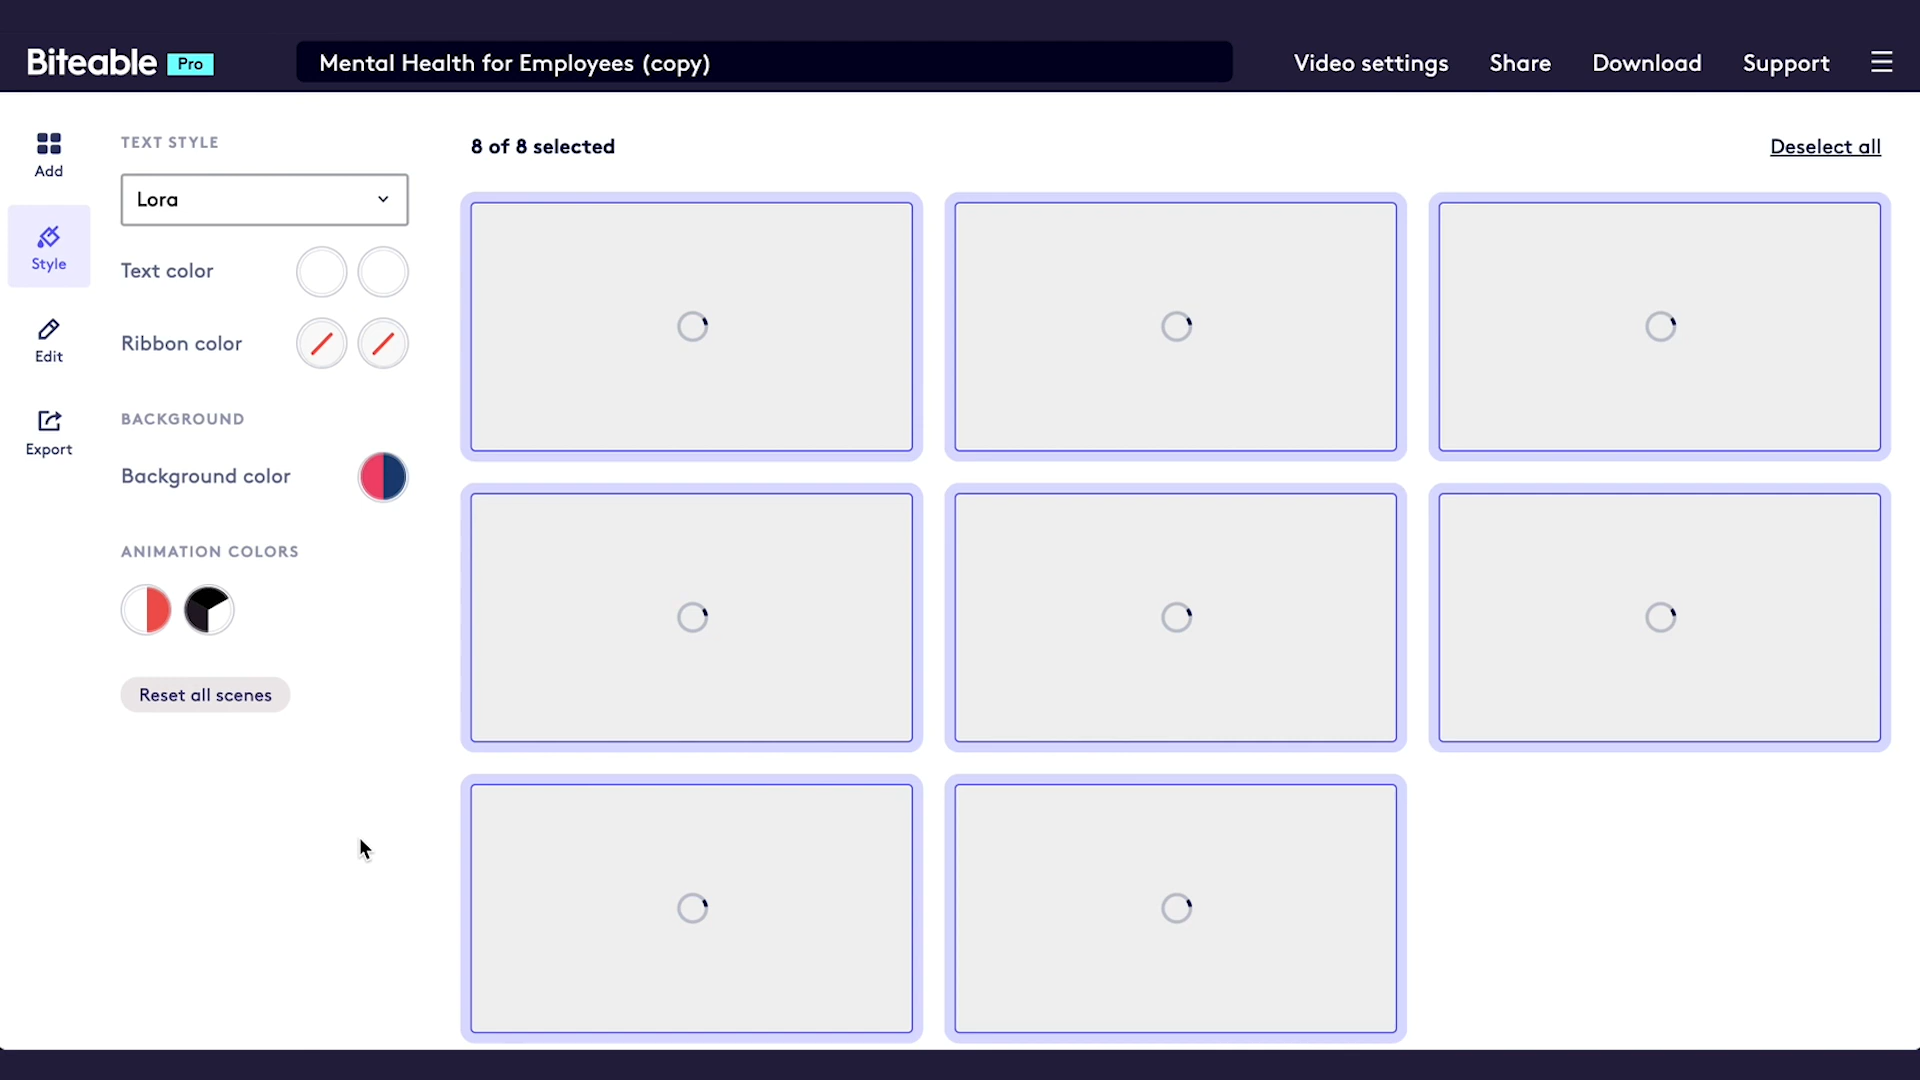 Biteable Pro
Mental Health for Employees (copy)
Video settings
Share
Download
Support
Add
Style
Edit
Export
TEXT STYLE
Lora
Text color
Ribbon color
BACKGROUND
Background color
ANIMATION COLORS
Reset all scenes
8 of 8 selected
Deselect all